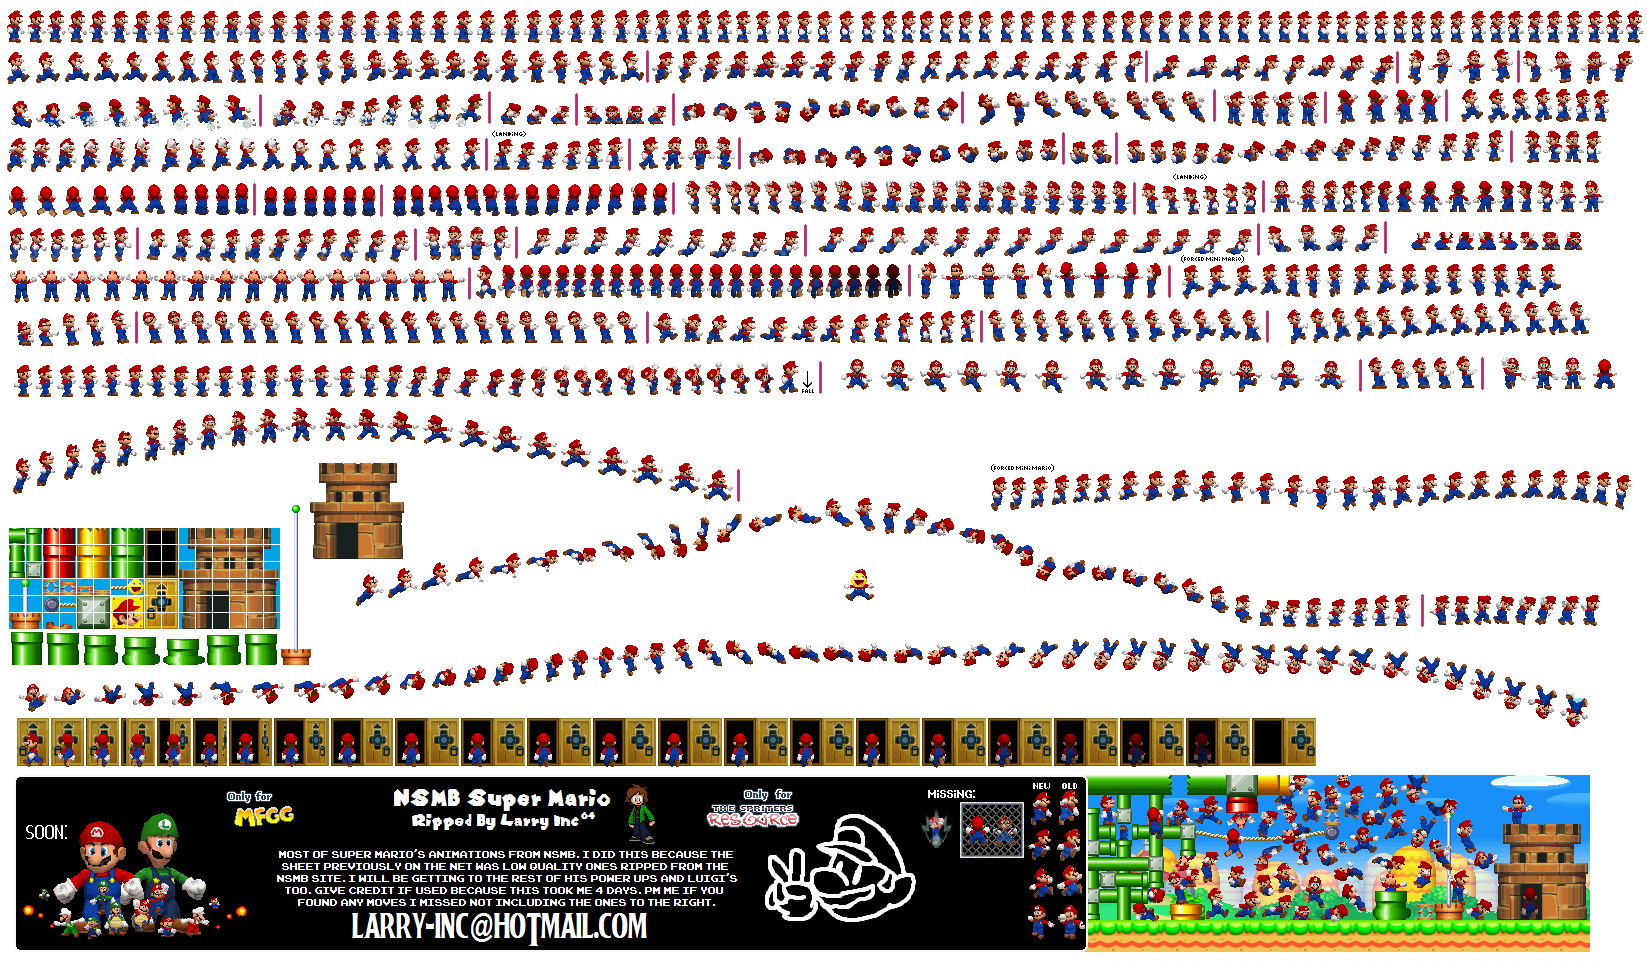 (LANDING)
(LANDING)
(FORCED MINI MARIO)
FALL
(FORCED MINI MARIO)
SOON:
Only for
MFGG
NSMB Super Mario
Ripped By Larry Inc 64
Only for
THE SPRITERS
RESOURCE
MISSING:
NEW OLD
MOST OF SUPER MARIO'S ANIMATIONS FROM NSMB. I DID THIS BECAUSE THE
SHEET PREVIOUSLY ON THE NET WAS LOW QUALITY ONES RIPPED FROM THE
NSMB SITE. I WILL BE GETTING TO THE REST OF HIS POWER UPS AND LUIGI'S
TOO. GIVE CREDIT IF USED BECAUSE THIS TOOK ME 4 DAYS. PM ME IF YOU
FOUND ANY MOVES I MISSED NOT INCLUDING THE ONES TO THE RIGHT.
LARRY-INC@HOTMAIL.COM